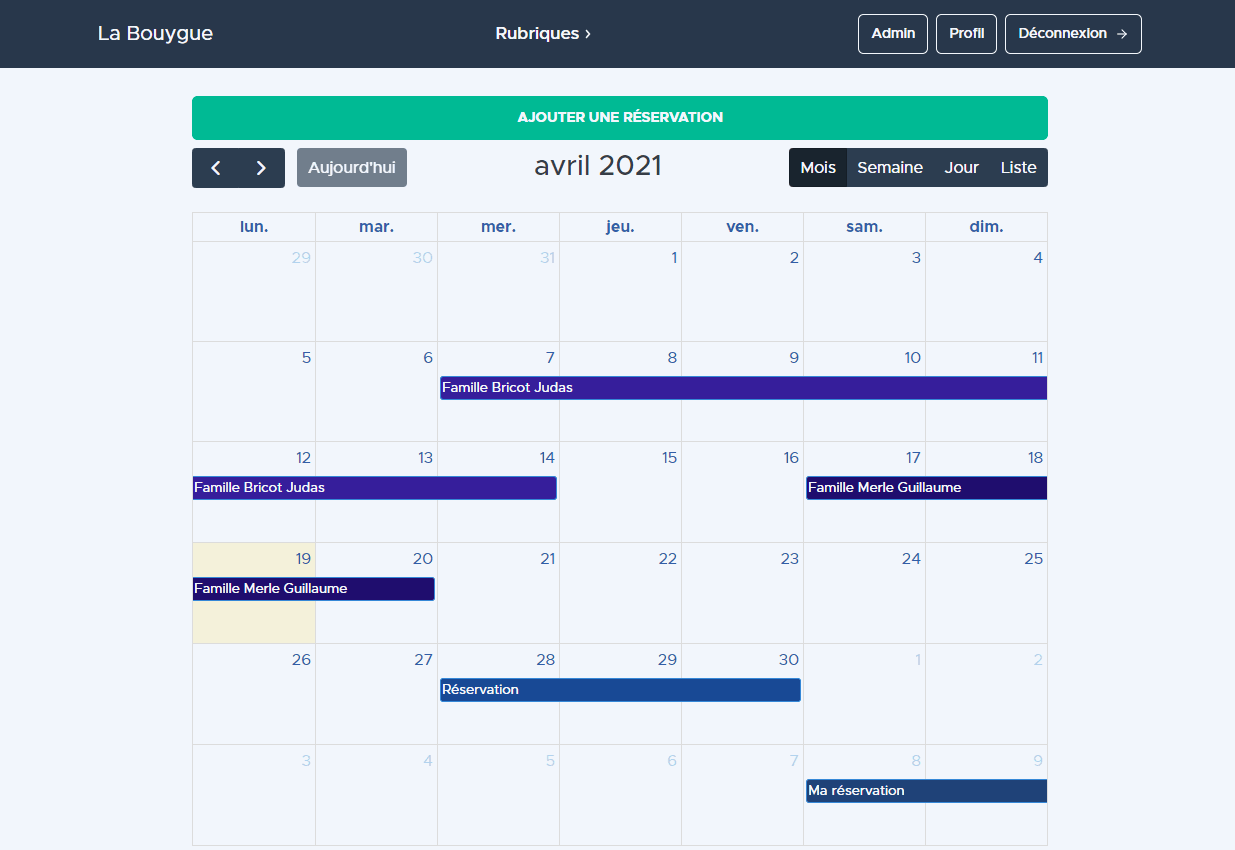 La Bouygue
Rubriques ›
Admin
Profil
Déconnexion →
AJOUTER UNE RÉSERVATION
Aujourd'hui
avril 2021
Mois Semaine Jour Liste
lun. mar. mer. jeu. ven. sam. dim.
29 30 31 1 2 3 4
5 6 7 8 9 10 11
Famille Bricot Judas
12 13 14 15 16 17 18
Famille Bricot Judas Famille Merle Guillaume
19 20 21 22 23 24 25
Famille Merle Guillaume
26 27 28 29 30 1 2
Réservation
3 4 5 6 7 8 9
Ma réservation